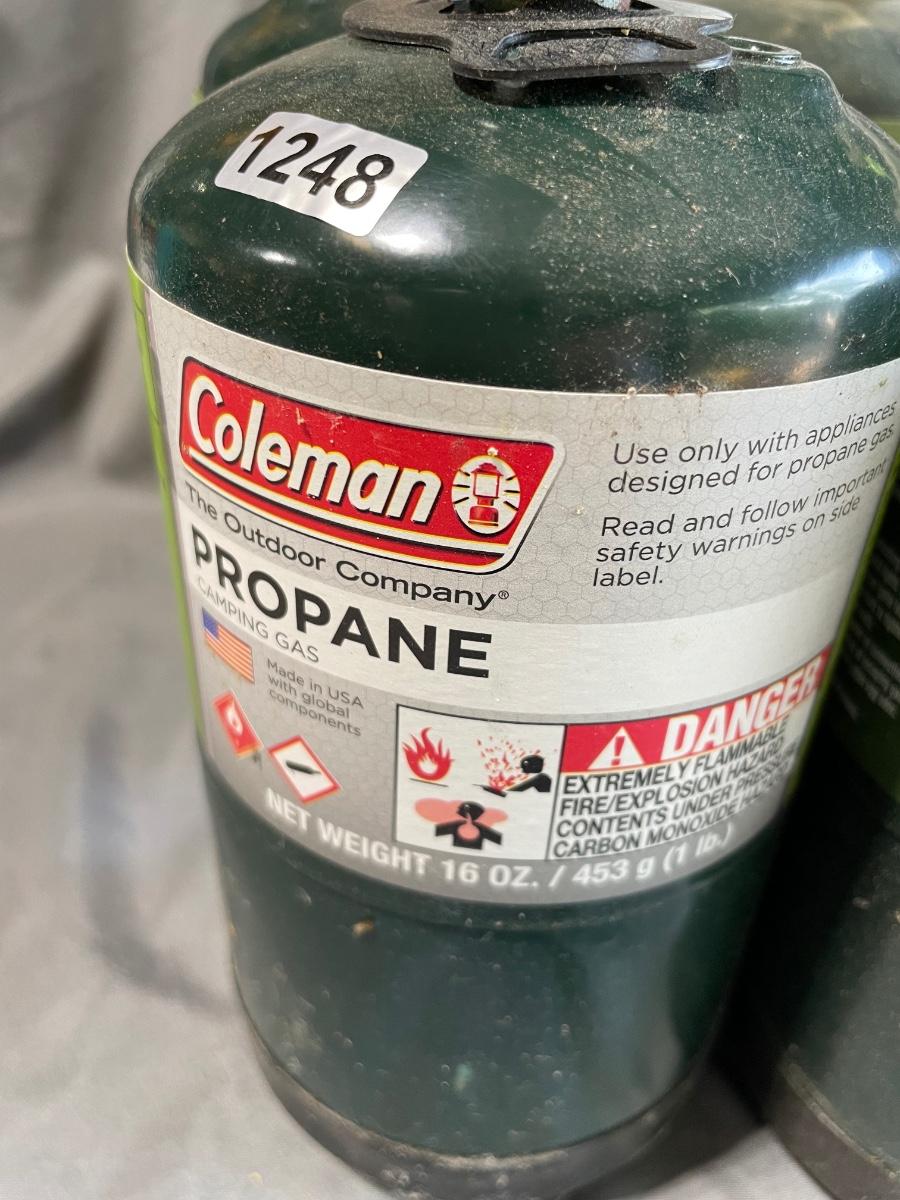 1248
Coleman
The Outdoor Company®
PROPANE
CAMPING GAS
Made in USA
with global
components
Use only with appliances
designed for propane gas.
Read and follow important
safety warnings on side
label.
DANGER
EXTREMELY FLAMMABLE
FIRE/EXPLOSION HAZARD
CONTENTS UNDER PRESSURE
CARBON MONOXIDE
NET WEIGHT 16 OZ. / 453 g (1 lb.)